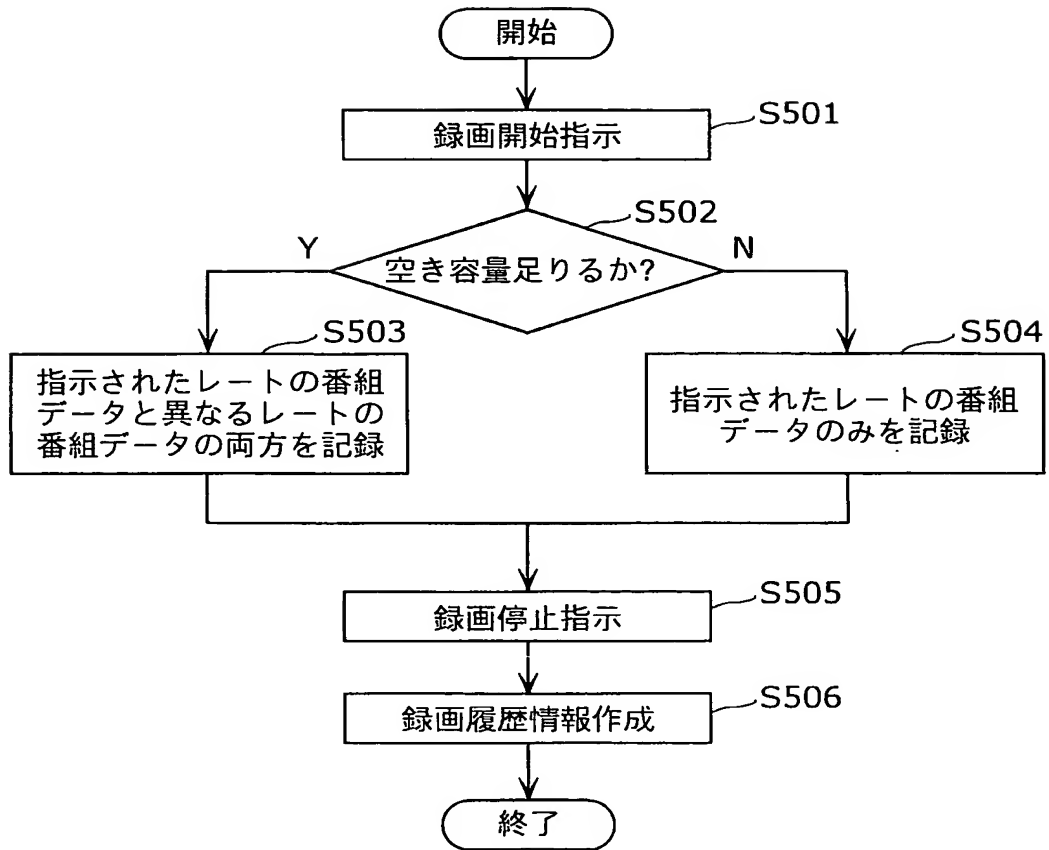 開始
録画開始指示
S501
空き容量足りるか?
S502
Y
N
S503
指示されたレートの番組
データと異なるレートの
番組データの両方を記録
S504
指示されたレートの番組
データのみを記録
録画停止指示
S505
録画履歴情報作成
S506
終了